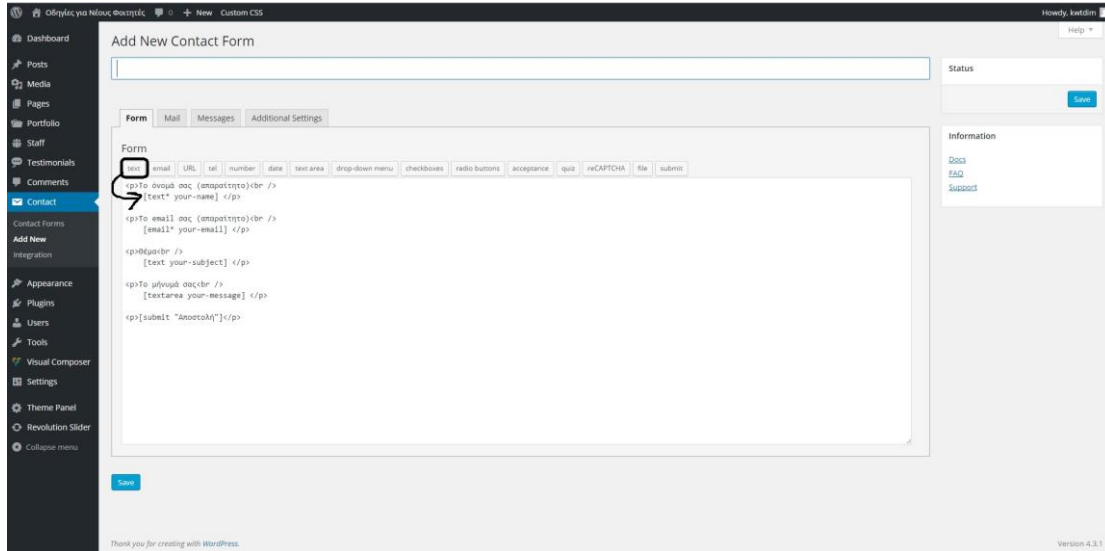 Οδηγίες για Νέους Φοιτητές 0 + New Custom CSS Howdy, kwtdim
Help
Dashboard
Posts
Media
Pages
Portfolio
Staff
Testimonials
Comments
Contact
Contact Forms
Add New
Integration
Appearance
Plugins
Users
Tools
Visual Composer
Settings
Theme Panel
Revolution Slider
Collapse menu
Add New Contact Form
Form Mail Messages Additional Settings
Form
text email URL tel number date text area drop-down menu checkboxes radio buttons acceptance quiz reCAPTCHA file submit
<p>Το όνομά σας (απαραίτητο)<br />
[text* your-name] </p>
<p>Το email σας (απαραίτητο)<br />
[email* your-email] </p>
<p>Θέμα<br />
[text your-subject] </p>
<p>Το μήνυμά σας<br />
[textarea your-message] </p>
<p>[submit "Αποστολή"]</p>
Save
Status
Save
Information
Docs
FAQ
Support
Thank you for creating with WordPress.
Version 4.3.1